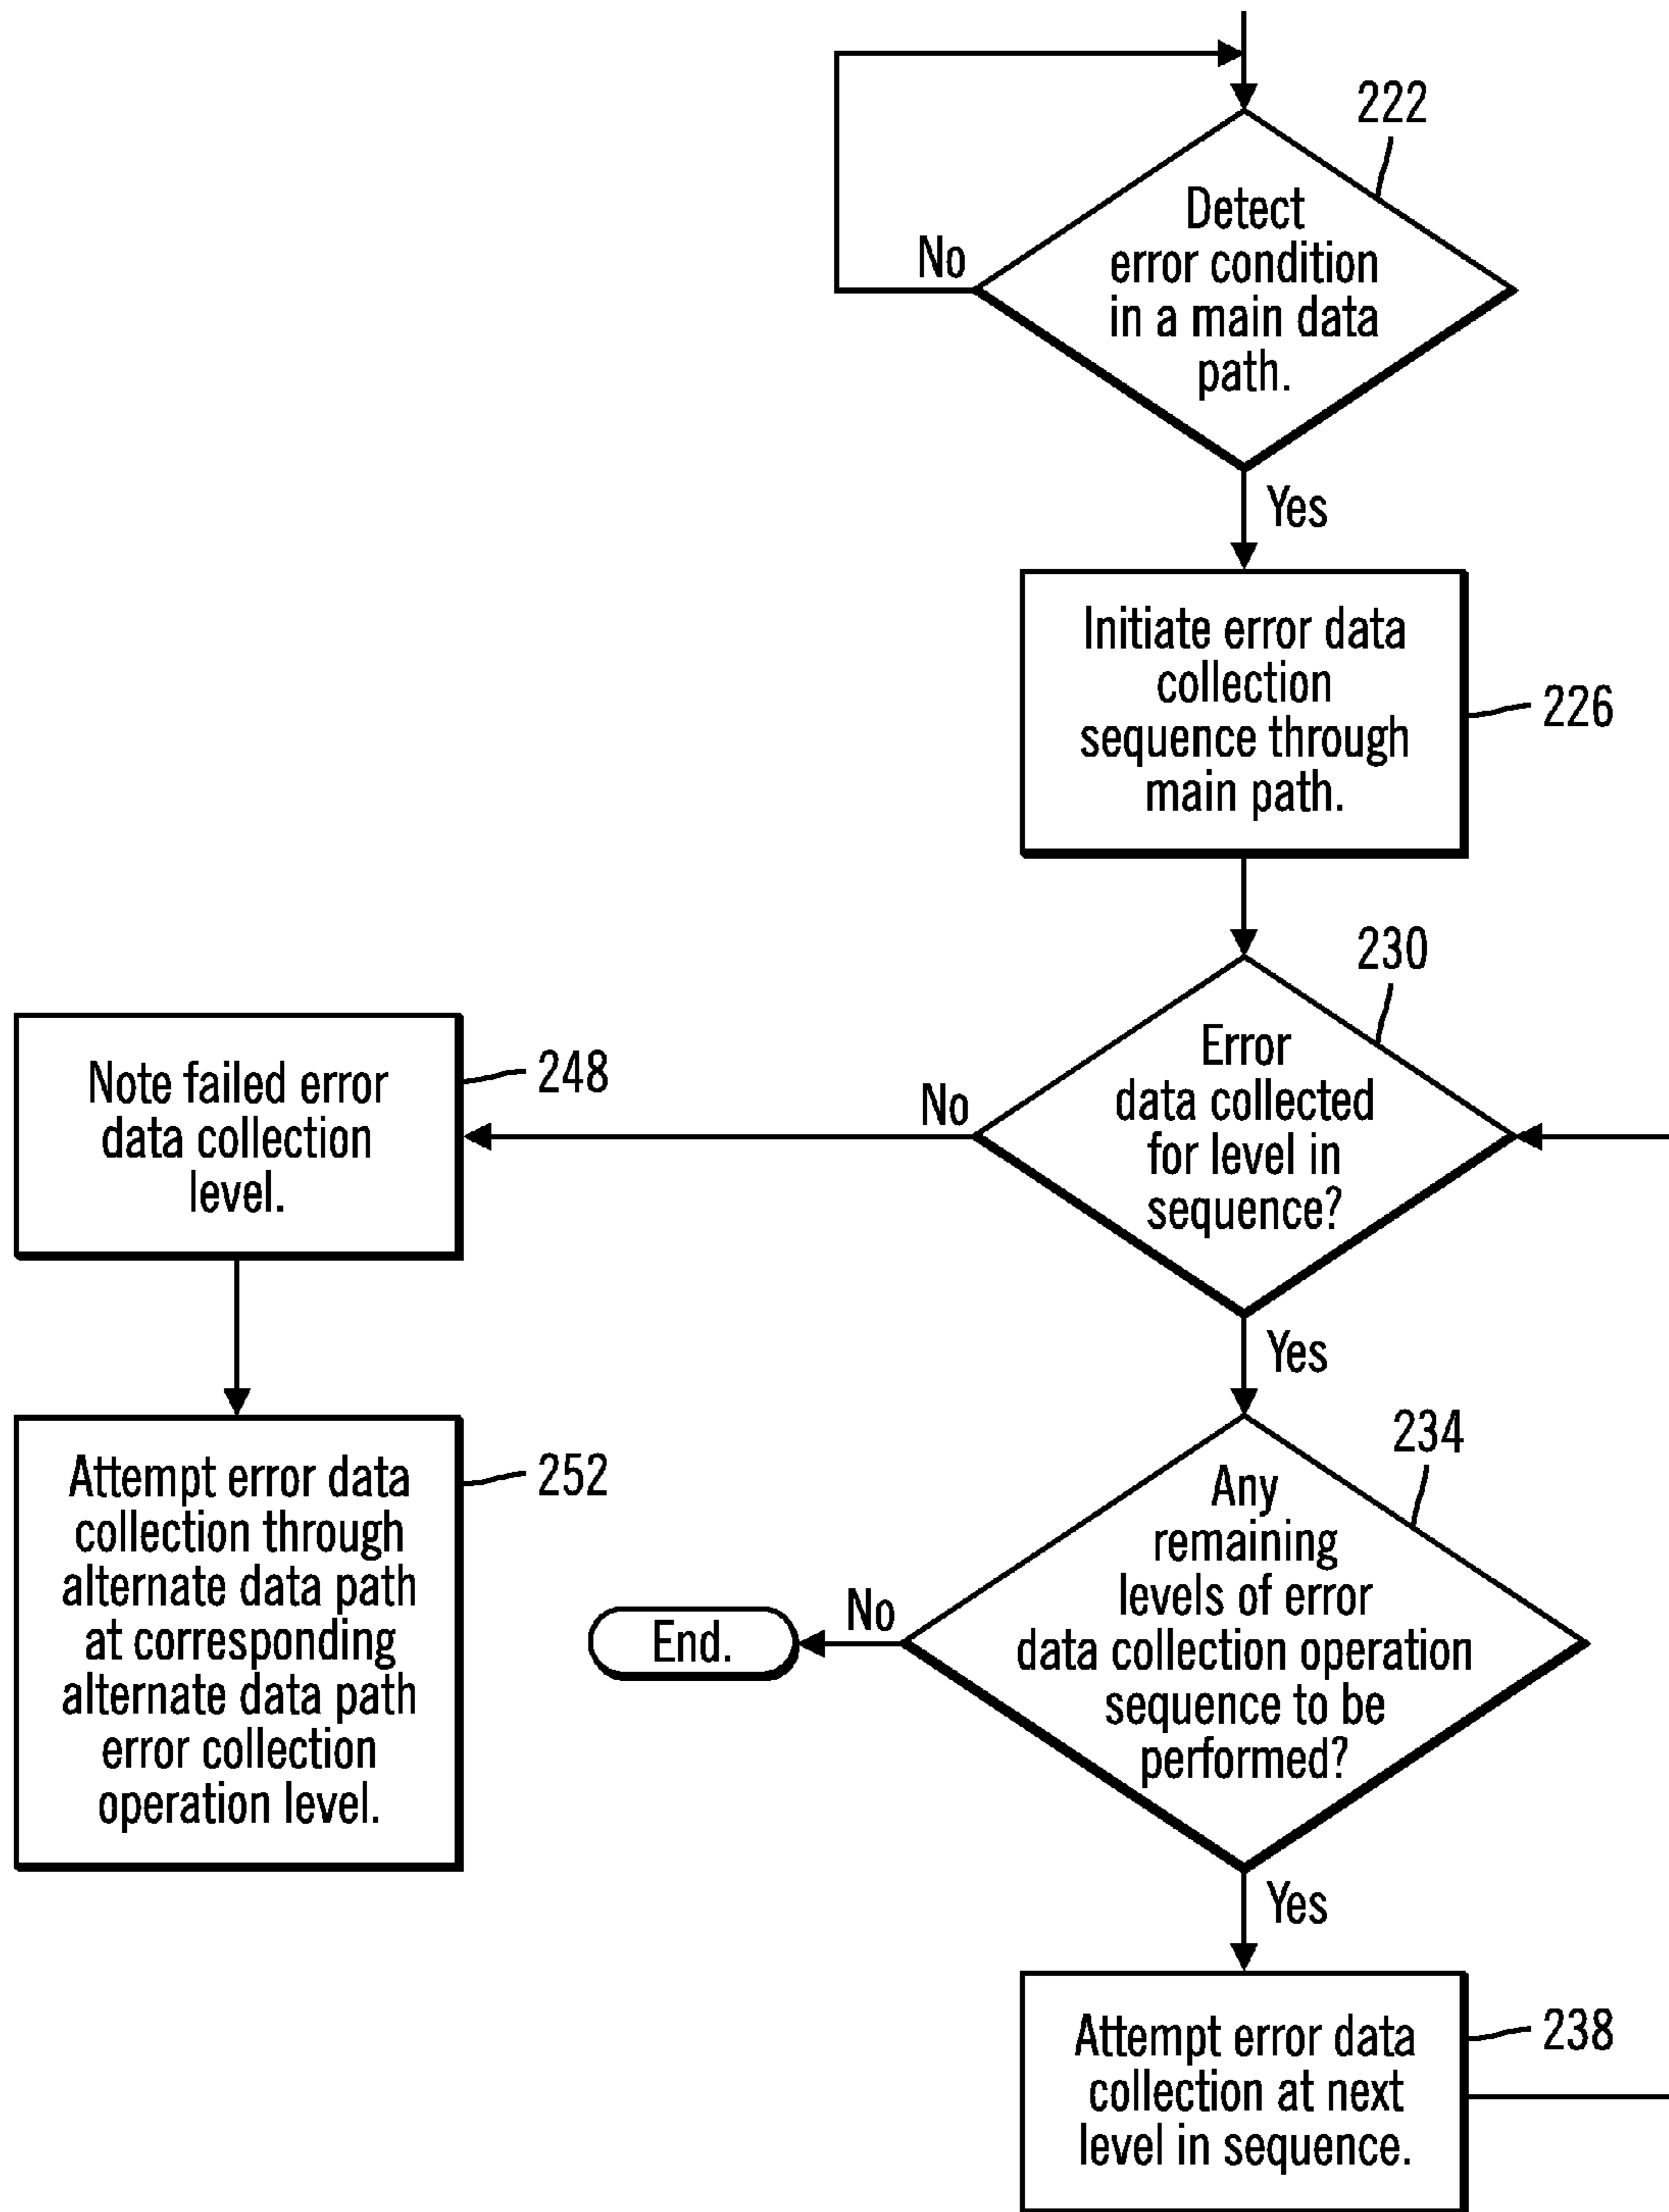 222
Detect
error condition
in a main data
path.
No
Yes
Initiate error data
collection
sequence through
main path.
226
230
Error
data collected
for level in
sequence?
No
Yes
Note failed error
data collection
level.
248
Attempt error data
collection through
alternate data path
at corresponding
alternate data path
error collection
operation level.
252
234
Any
remaining
levels of error
data collection operation
sequence to be
performed?
No
End.
Yes
Attempt error data
collection at next
level in sequence.
238